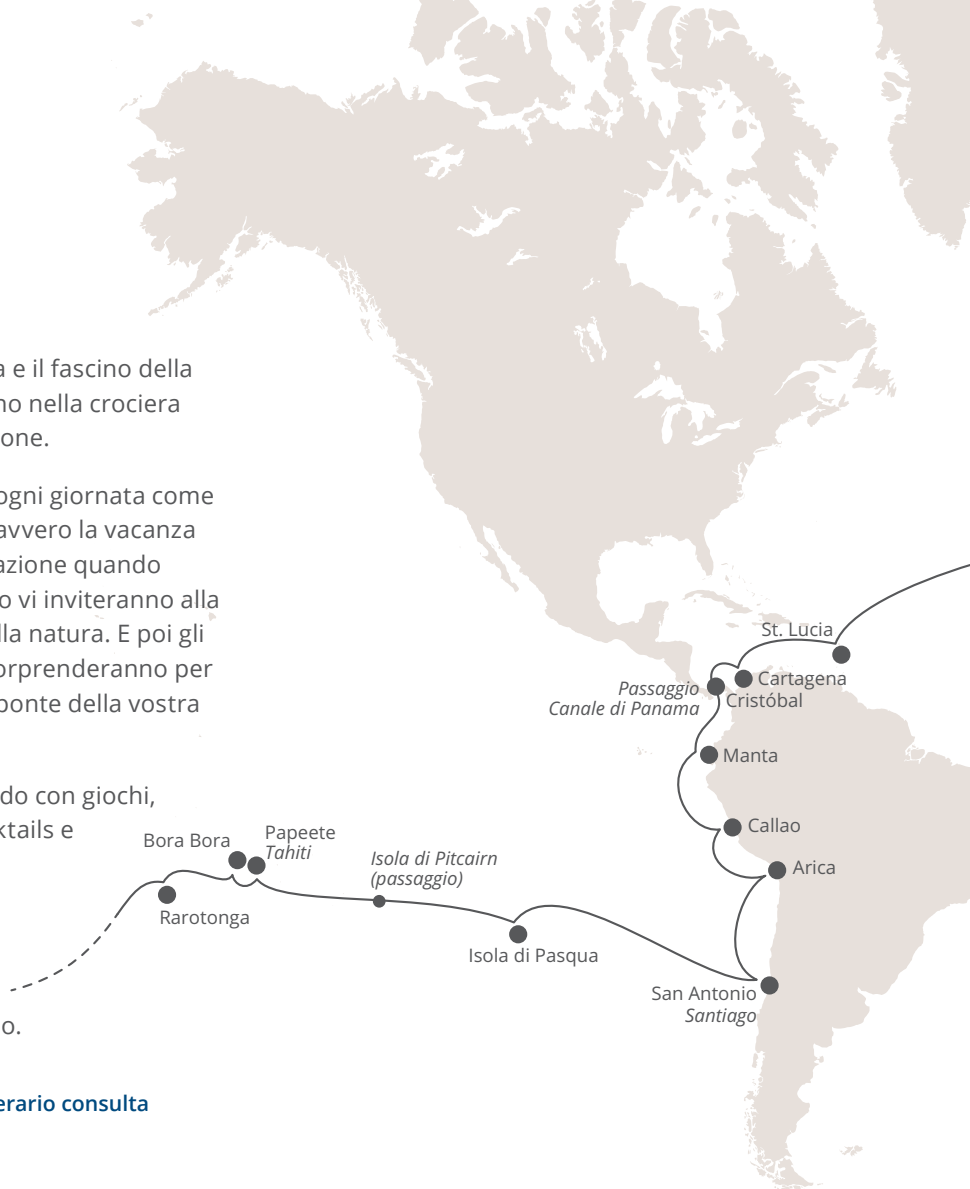 a e il fascino della
no nella crociera
one.
ogni giornata come
avvero la vacanza
azione quando
o vi inviteranno alla
lla natura. E poi gli
orprenderanno per
ponte della vostra
do con giochi,
ktails e
o.
erario consulta
St. Lucia
Cartagena
Passaggio
Canale di Panama
Cristóbal
Manta
Callao
Arica
San Antonio
Santiago
Isola di Pasqua
Isola di Pitcairn
(passaggio)
Papeete
Tahiti
Bora Bora
Rarotonga